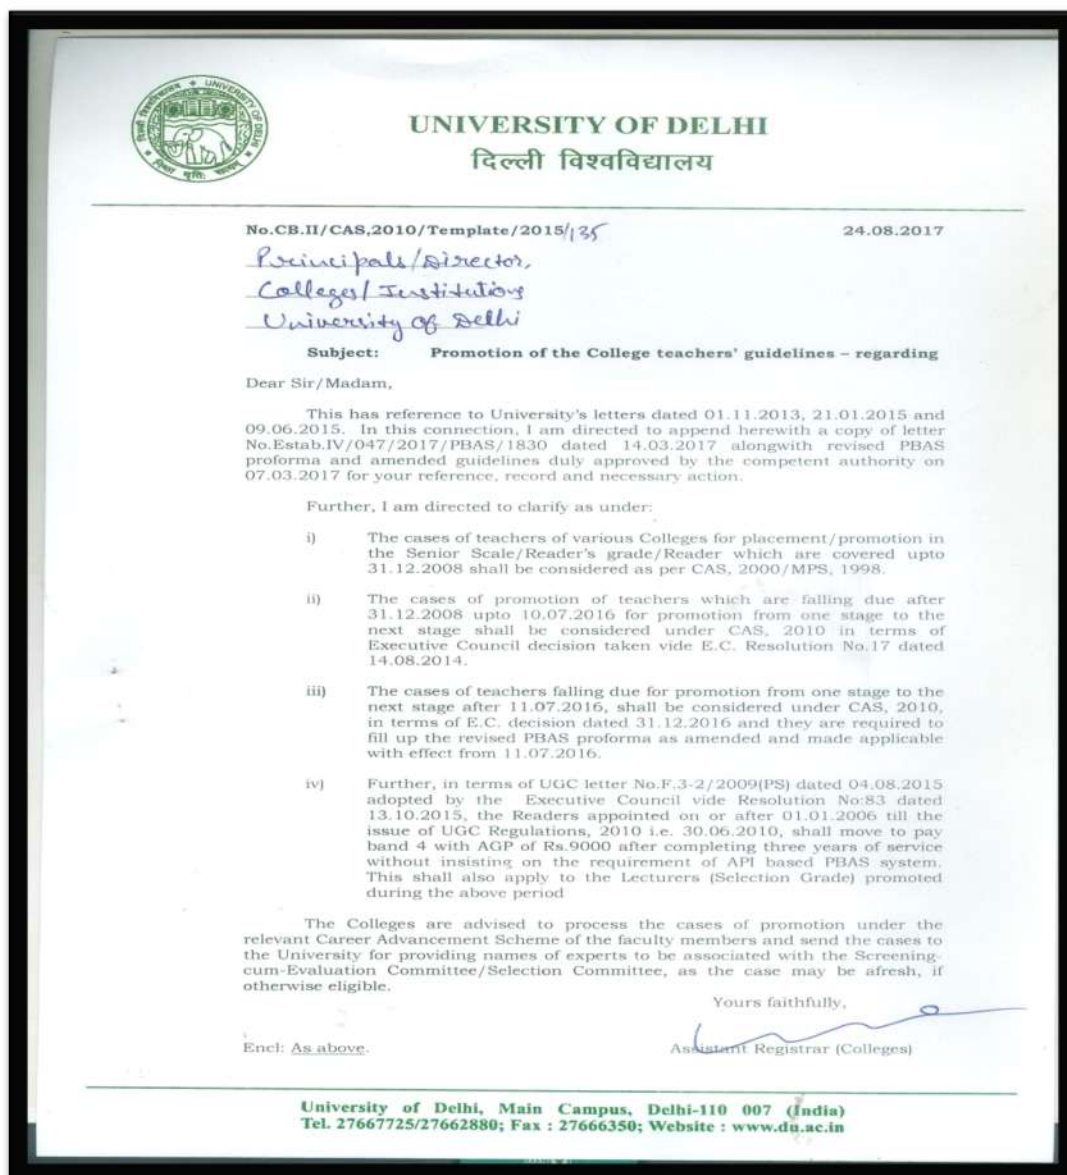 UNIVERSITY OF DELHI
UNIVERSITY OF DELHI
दिल्ली विश्वविद्यालय
No.CB.II/CAS,2010/Template/2015/135 24.08.2017
Principals/Director,
Colleges/Institutions
University of Delhi
Subject: Promotion of the College teachers' guidelines – regarding
Dear Sir/Madam,
This has reference to University's letters dated 01.11.2013, 21.01.2015 and
09.06.2015. In this connection, I am directed to append herewith a copy of letter
No.Estab.IV/047/2017/PBAS/1830 dated 14.03.2017 alongwith revised PBAS
proforma and amended guidelines duly approved by the competent authority on
07.03.2017 for your reference, record and necessary action.
Further, I am directed to clarify as under:
i) The cases of teachers of various Colleges for placement/promotion in
the Senior Scale/Reader's grade/Reader which are covered upto
31.12.2008 shall be considered as per CAS, 2000/MPS, 1998.
ii) The cases of promotion of teachers which are falling due after
31.12.2008 upto 10.07.2016 for promotion from one stage to the
next stage shall be considered under CAS, 2010 in terms of
Executive Council decision taken vide E.C. Resolution No.17 dated
14.08.2014.
iii) The cases of teachers falling due for promotion from one stage to the
next stage after 11.07.2016, shall be considered under CAS, 2010,
in terms of E.C. decision dated 31.12.2016 and they are required to
fill up the revised PBAS proforma as amended and made applicable
with effect from 11.07.2016.
iv) Further, in terms of UGC letter No.F.3-2/2009(PS) dated 04.08.2015
adopted by the Executive Council vide Resolution No:83 dated
13.10.2015, the Readers appointed on or after 01.01.2006 till the
issue of UGC Regulations, 2010 i.e. 30.06.2010, shall move to pay
band 4 with AGP of Rs.9000 after completing three years of service
without insisting on the requirement of API based PBAS system.
This shall also apply to the Lecturers (Selection Grade) promoted
during the above period
The Colleges are advised to process the cases of promotion under the
relevant Career Advancement Scheme of the faculty members and send the cases to
the University for providing names of experts to be associated with the Screening-
cum-Evaluation Committee/Selection Committee, as the case may be afresh, if
otherwise eligible.
Yours faithfully,
Encl: As above. Assistant Registrar (Colleges)
University of Delhi, Main Campus, Delhi-110 007 (India)
Tel. 27667725/27662880; Fax : 27666350; Website : www.du.ac.in